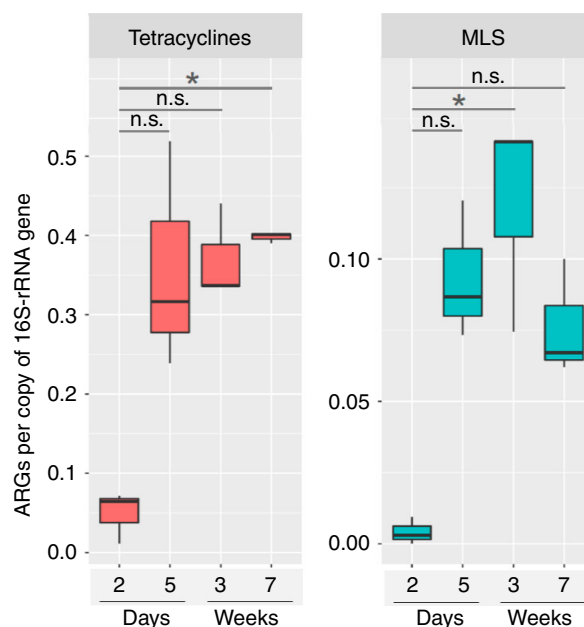 Tetracyclines
MLS
*
n.s.
n.s.
n.s.
*
n.s.
ARGs per copy of 16S-rRNA gene
0.5
0.4
0.3
0.2
0.1
0.0
0.10
0.05
0.00
2 5 3 7
Days Weeks
2 5 3 7
Days Weeks